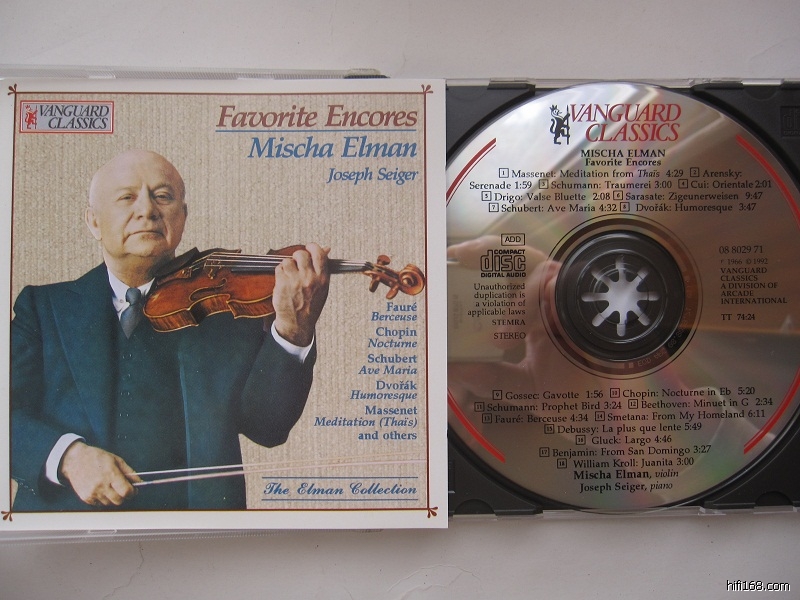 VANGUARD
CLASSICS
Favorite Encores
Mischa Elman
Joseph Seiger
Fauré
Berceuse
Chopin
Nocturne
Schubert
Ave Maria
Dvořák
Humoresque
Massenet
Meditation (Thaïs)
and others
The Elman Collection
VANGUARD
CLASSICS
MISCHA ELMAN
Favorite Encores
1 Massenet: Meditation from Thaïs 4:29 2 Arensky:
Serenade 1:59 3 Schumann: Traumerei 3:00 4 Cui: Orientale 2:01
5 Drigo: Valse Bluette 2:08 6 Sarasate: Zigeunerweisen 9:47
7 Schubert: Ave Maria 4:32 8 Dvořák: Humoresque 3:47
ADD
COMPACT
disc
DIGITAL AUDIO
Unauthorized
duplication is
a violation of
applicable laws
STEMRA
STEREO
08 8029 71
℗ 1966 © 1992
VANGUARD
CLASSICS
A DIVISION OF
ARCADE
INTERNATIONAL
TT 74:24
9 Gossec: Gavotte 1:56 10 Chopin: Nocturne in Eb 5:20
11 Schumann: Prophet Bird 3:24 12 Beethoven: Minuet in G 2:34
13 Fauré: Berceuse 4:34 14 Smetana: From My Homeland 6:11
15 Debussy: La plus que lente 5:49
16 Gluck: Largo 4:46
17 Benjamin: From San Domingo 3:27
18 William Kroll: Juanita 3:00
Mischa Elman, violin
Joseph Seiger, piano
hifi168.com